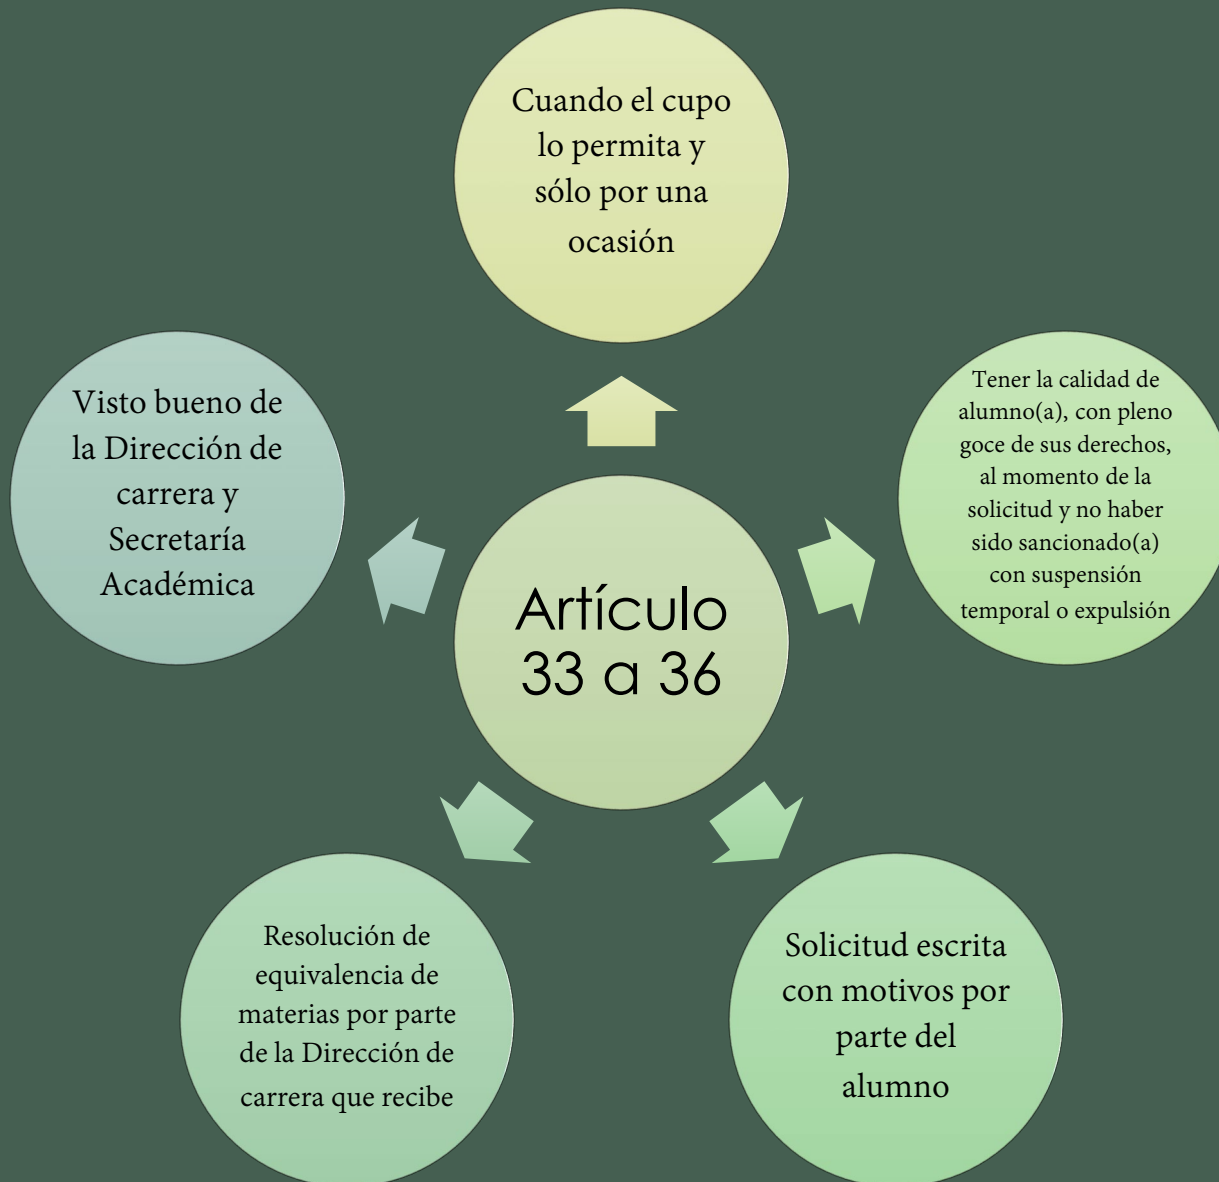 Cuando el cupo
lo permita y
sólo por una
ocasión
Visto bueno de
la Dirección de
carrera y
Secretaría
Académica
Tener la calidad de
alumno(a), con pleno
goce de sus derechos,
al momento de la
solicitud y no haber
sido sancionado(a)
con suspensión
temporal o expulsión
Artículo
33 a 36
Resolución de
equivalencia de
materias por parte
de la Dirección de
carrera que recibe
Solicitud escrita
con motivos por
parte del
alumno